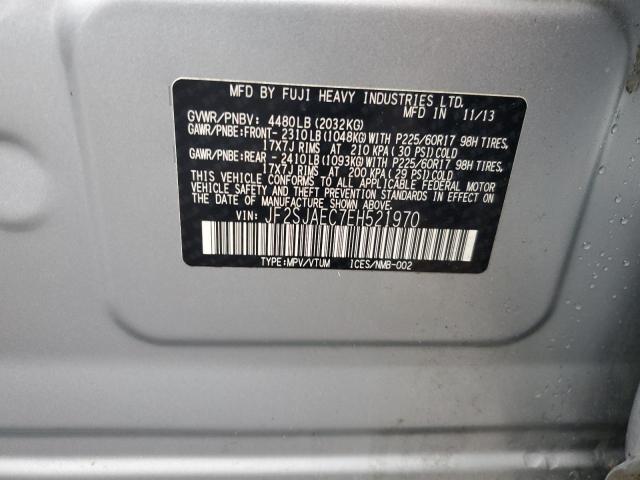 MFD BY FUJI HEAVY INDUSTRIES LTD.
MFD IN 11/13
GVWR/PNBV: 4480LB(2032KG)
GAWR/PNBE:FRONT-2310LB(1048KG)WITH P225/60R17 98H TIRES,
17X7J RIMS AT 210 KPA(30 PSI)COLD
GAWR/PNBE:REAR -2410LB(1093KG)WITH P225/60R17 98H TIRES,
17X7J RIMS AT 200 KPA(29 PSI)COLD
THIS VEHICLE CONFORMS TO ALL APPLICABLE FEDERAL MOTOR
VEHICLE SAFETY AND THEFT PREVENTION STANDARDS IN EFFECT ON
THE DATE OF MANUFACTURE SHOWN ABOVE.
VIN: JF2SJAEC7EH521970
TYPE:MPV/VTUM ICES/NMB-002